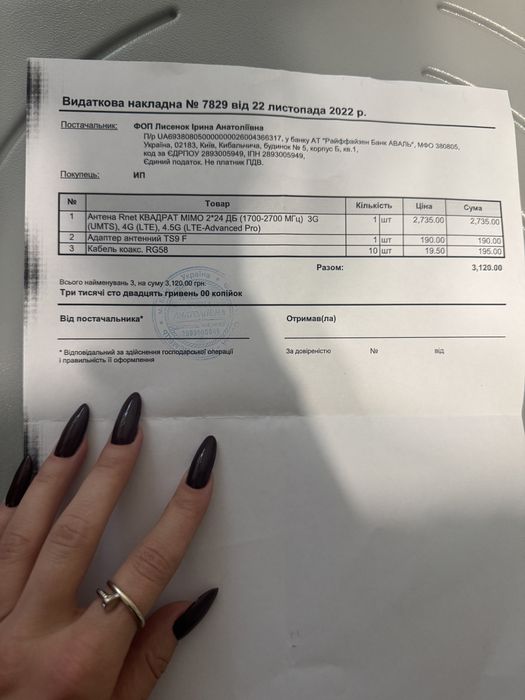 Видаткова накладна № 7829 від 22 листопада 2022 р.
Постачальник: ФОП Лисенок Ірина Анатоліївна
П/р UA693808050000000026004366317, у банку АТ "Райффайзен Банк АВАЛЬ", МФО 380805,
Україна, 02183, Київ, Кибальчича, будинок № 5, корпус Б, кв.1,
код за ЄДРПОУ 2893005949, ІПН 2893005949,
Єдиний податок. Не платник ПДВ.
Покупець: ИП
№ Товар Кількість Ціна Сума
1 Антена Rnet КВАДРАТ MIMO 2*24 ДБ (1700-2700 МГц) 3G 1 шт 2,735.00 2,735.00
(UMTS), 4G (LTE), 4.5G (LTE-Advanced Pro)
2 Адаптер антенний TS9 F 1 шт 190.00 190.00
3 Кабель коакс. RG58 10 шт 19.50 195.00
Разом: 3,120.00
Всього найменувань 3, на суму 3,120.00 грн.
Три тисячі сто двадцять гривень 00 копійок
Україна
2893005949
Від постачальника* Отримав(ла)
* Відповідальний за здійснення господарської операції
і правильність її оформлення
За довіреністю № від